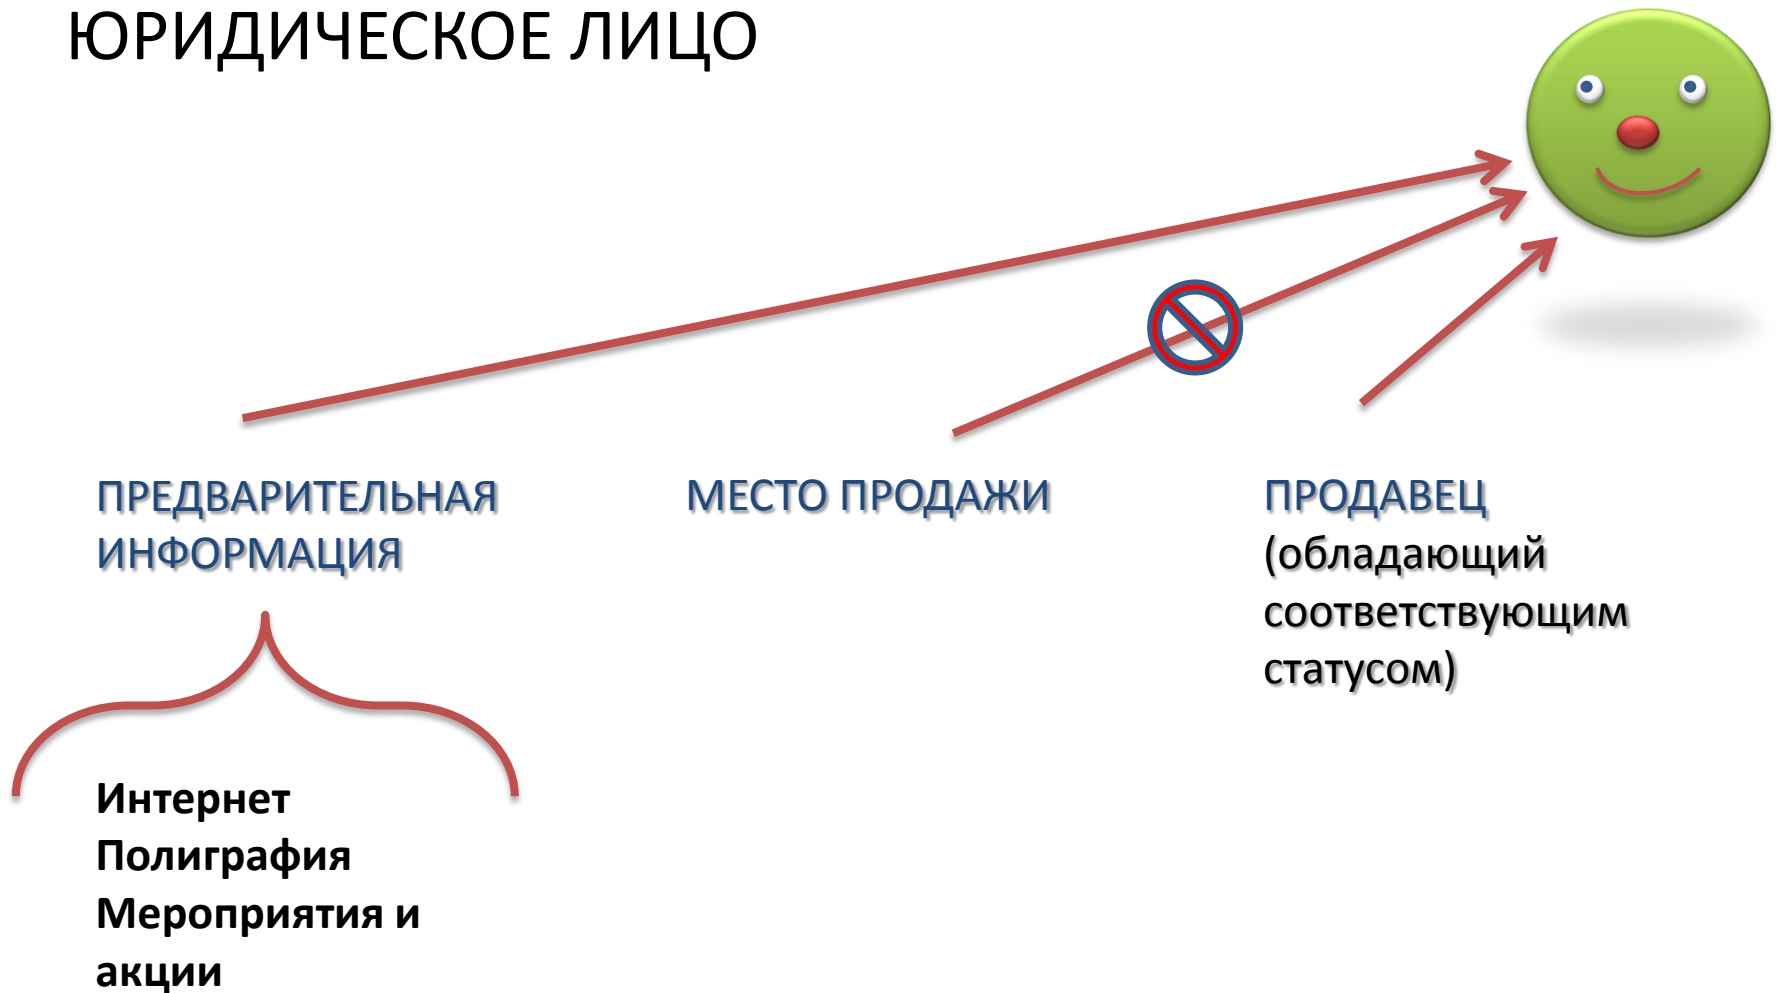 ЮРИДИЧЕСКОЕ ЛИЦО
ПРЕДВАРИТЕЛЬНАЯ
ИНФОРМАЦИЯ
МЕСТО ПРОДАЖИ
ПРОДАВЕЦ
(обладающий
соответствующим
статусом)
Интернет
Полиграфия
Мероприятия и
акции